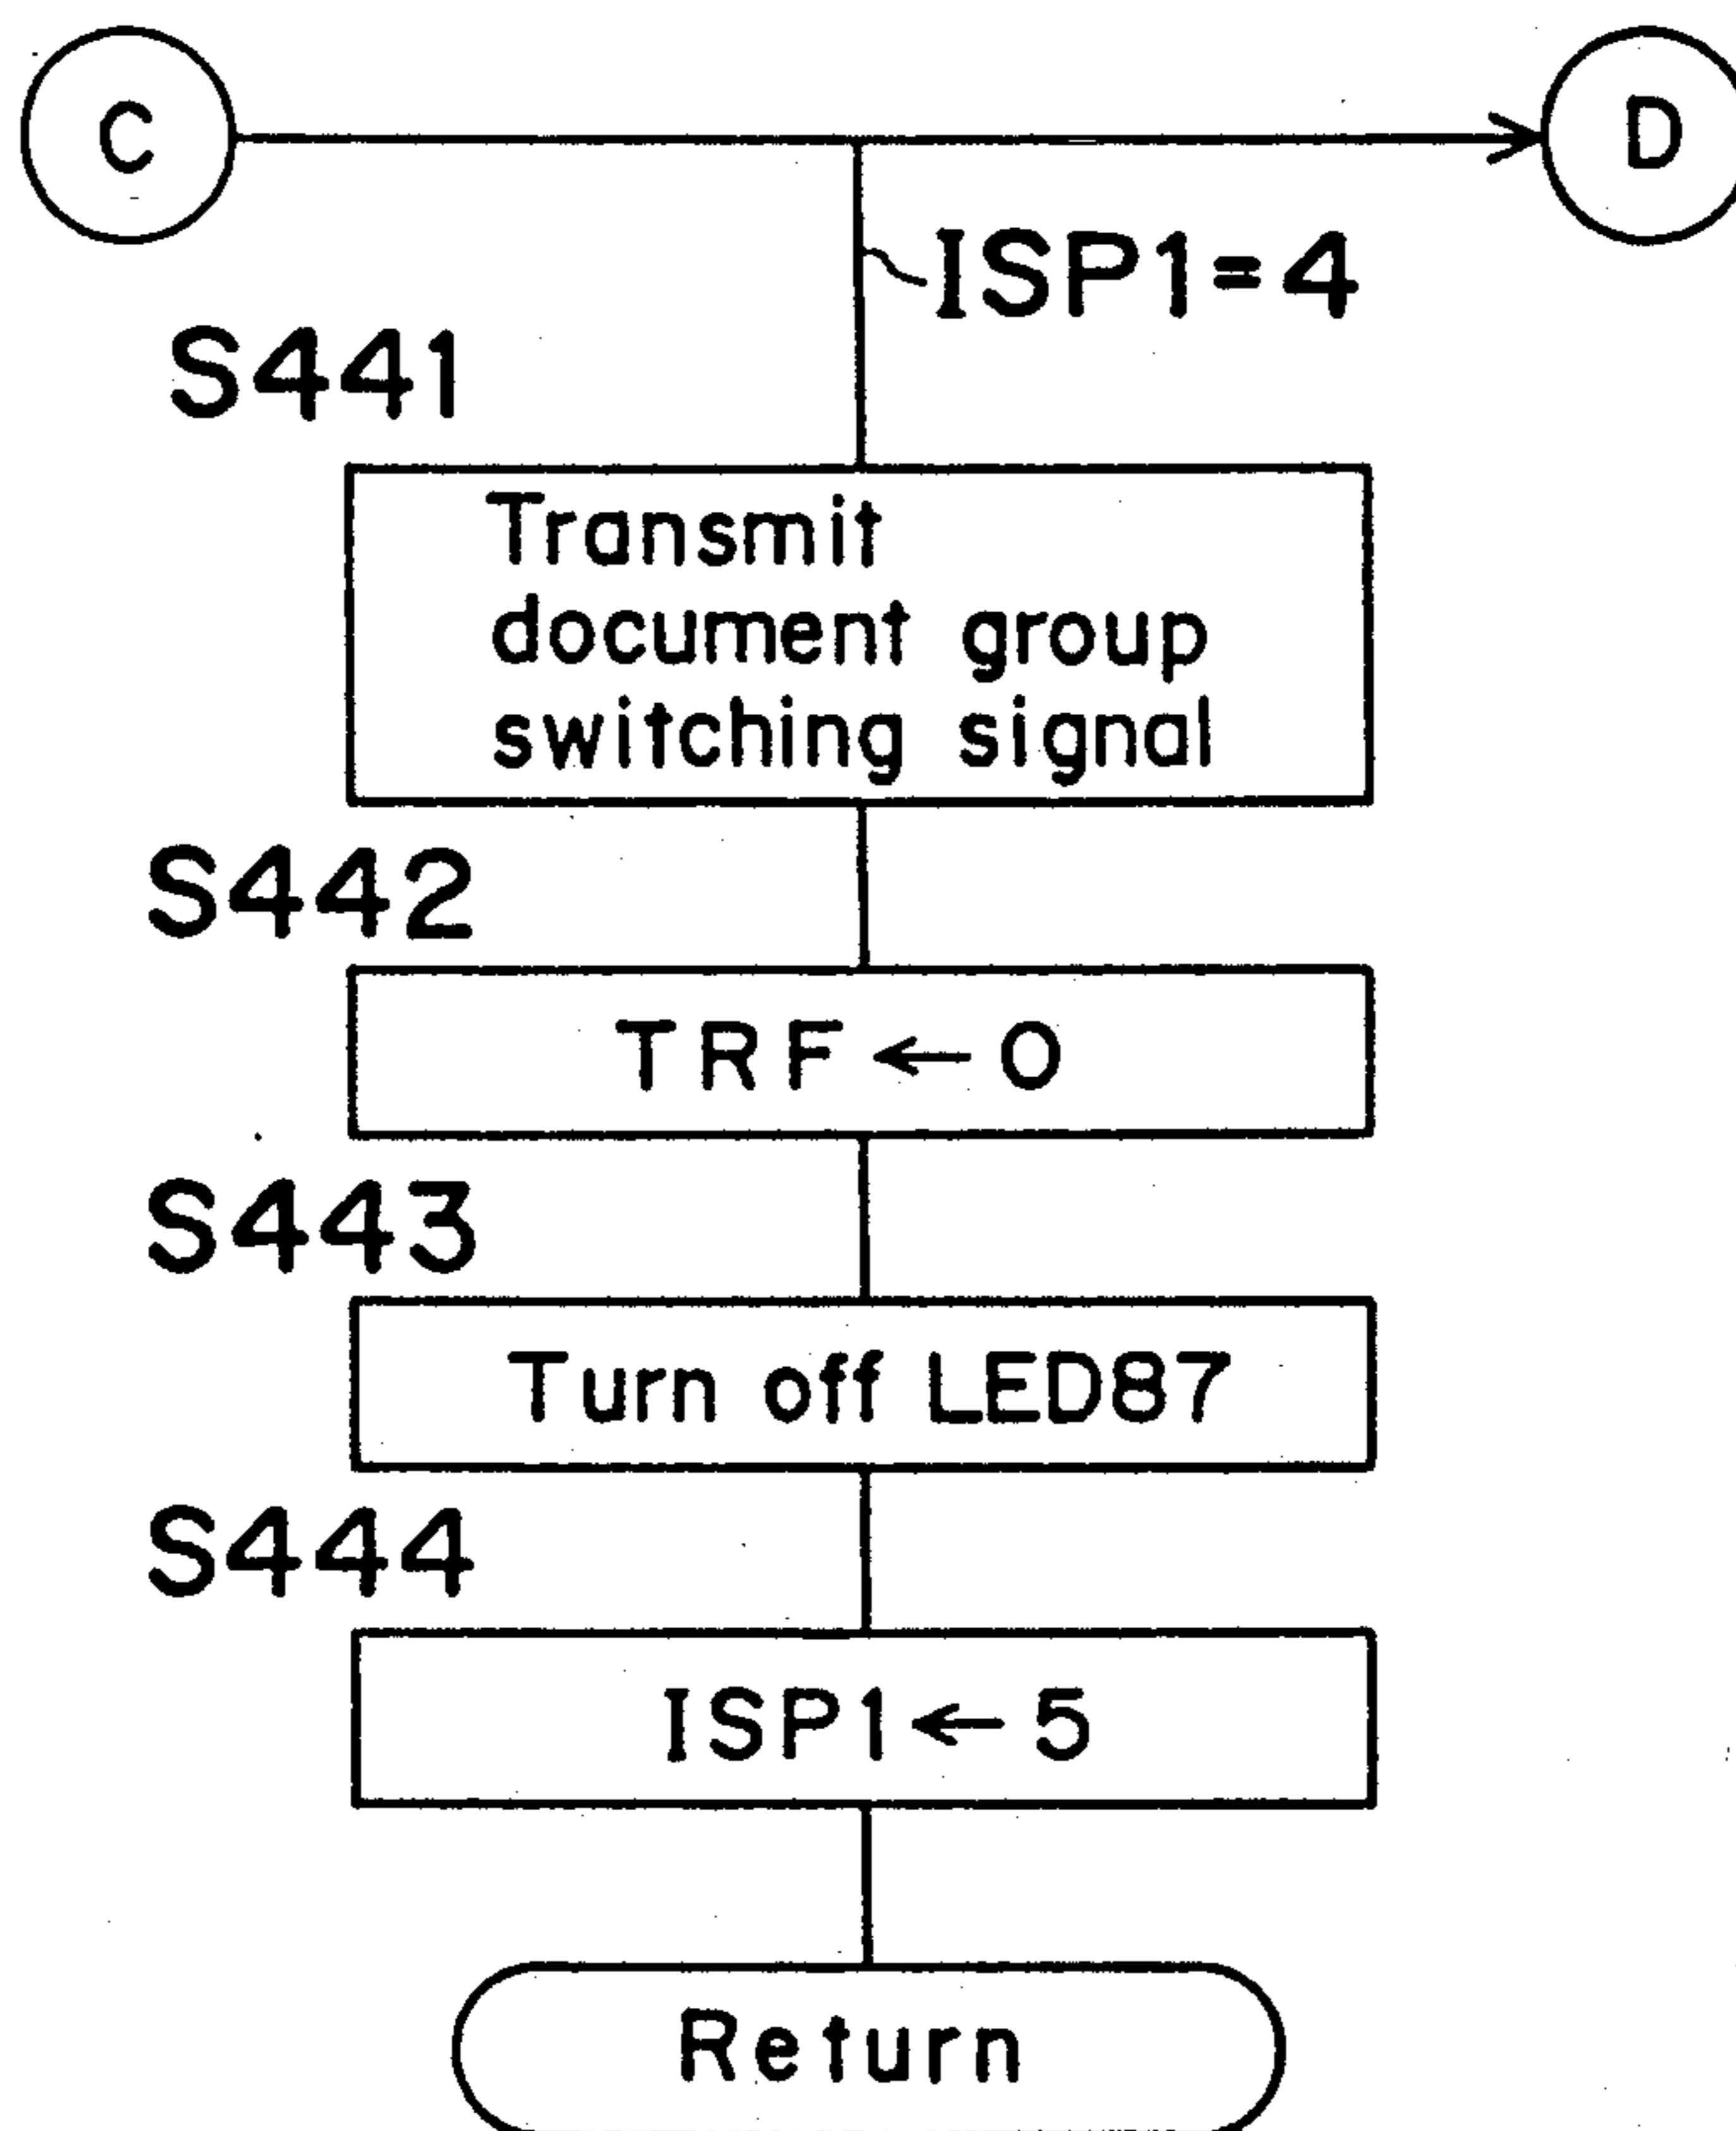 C
D
ISP1=4
S441
Transmit
document group
switching signal
S442
TRF←0
S443
Turn off LED87
S444
ISP1←5
Return